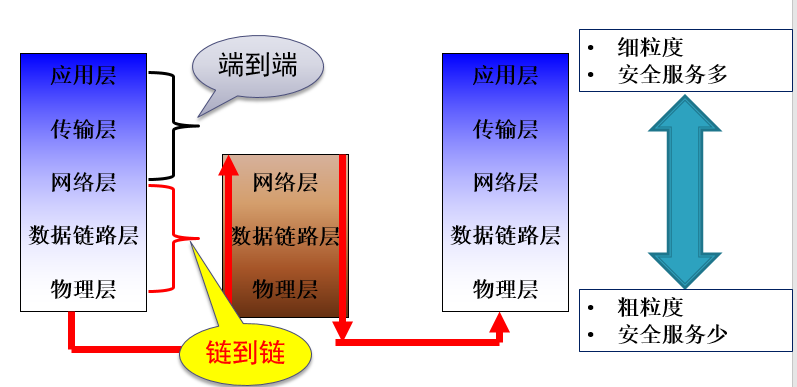 应用层
传输层
网络层
数据链路层
物理层
端到端
链到链
网络层
数据链路层
物理层
应用层
传输层
网络层
数据链路层
物理层
• 细粒度
• 安全服务多
• 粗粒度
• 安全服务少